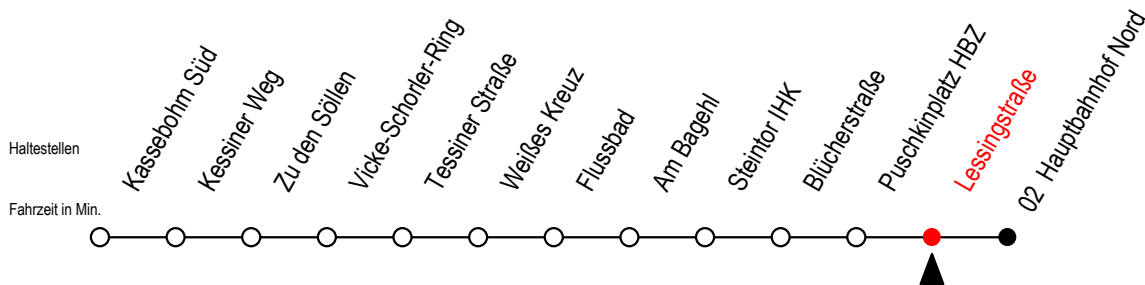 Haltestellen
Fahrzeit in Min.
Kassebohm Süd
Kessiner Weg
Zu den Söllen
Vicke-Schorler-Ring
Tessiner Straße
Weißes Kreuz
Flussbad
Am Bagehl
Steintor IHK
Blücherstraße
Puschkinplatz HBZ
Lessingstraße
02 Hauptbahnhof Nord